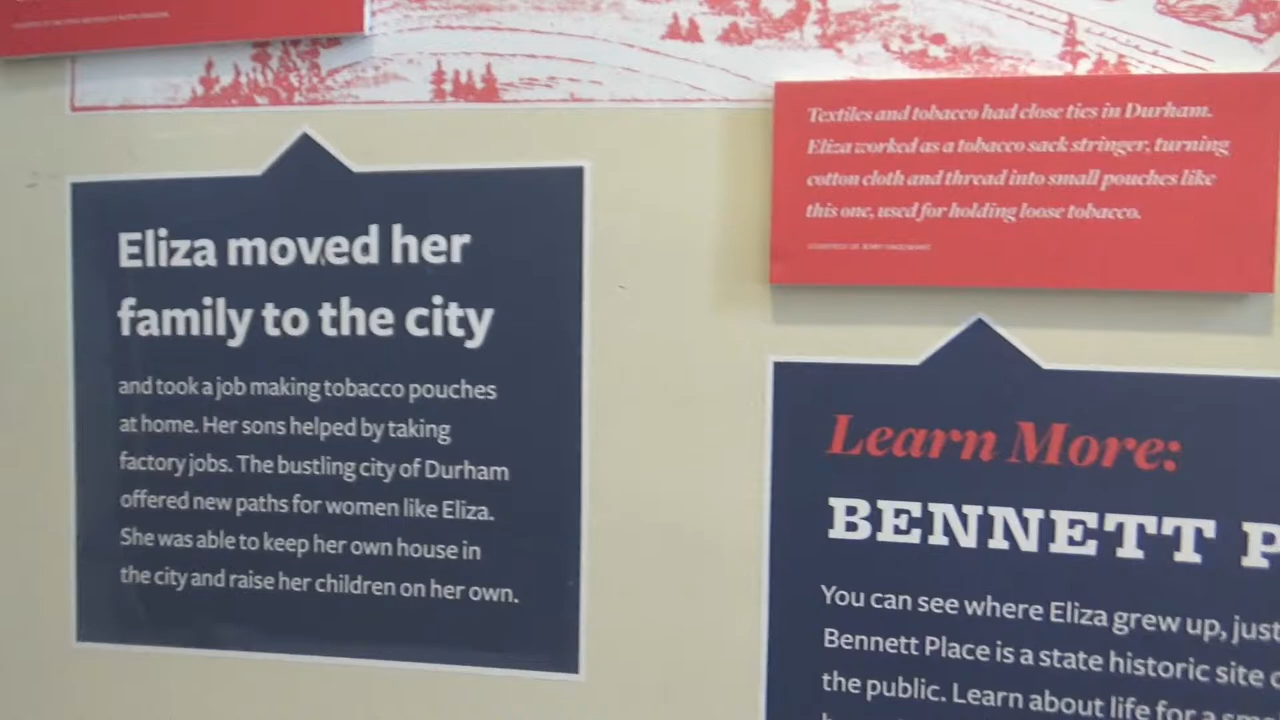 Eliza moved her
family to the city
and took a job making tobacco pouches
at home. Her sons helped by taking
factory jobs. The bustling city of Durham
offered new paths for women like Eliza.
She was able to keep her own house in
the city and raise her children on her own.
Textiles and tobacco had close ties in Durham.
Eliza worked as a tobacco sack stringer, turning
cotton cloth and thread into small pouches like
this one, used for holding loose tobacco.
Learn More:
BENNETT P
You can see where Eliza grew up, just
Bennett Place is a state historic site
the public. Learn about life for a